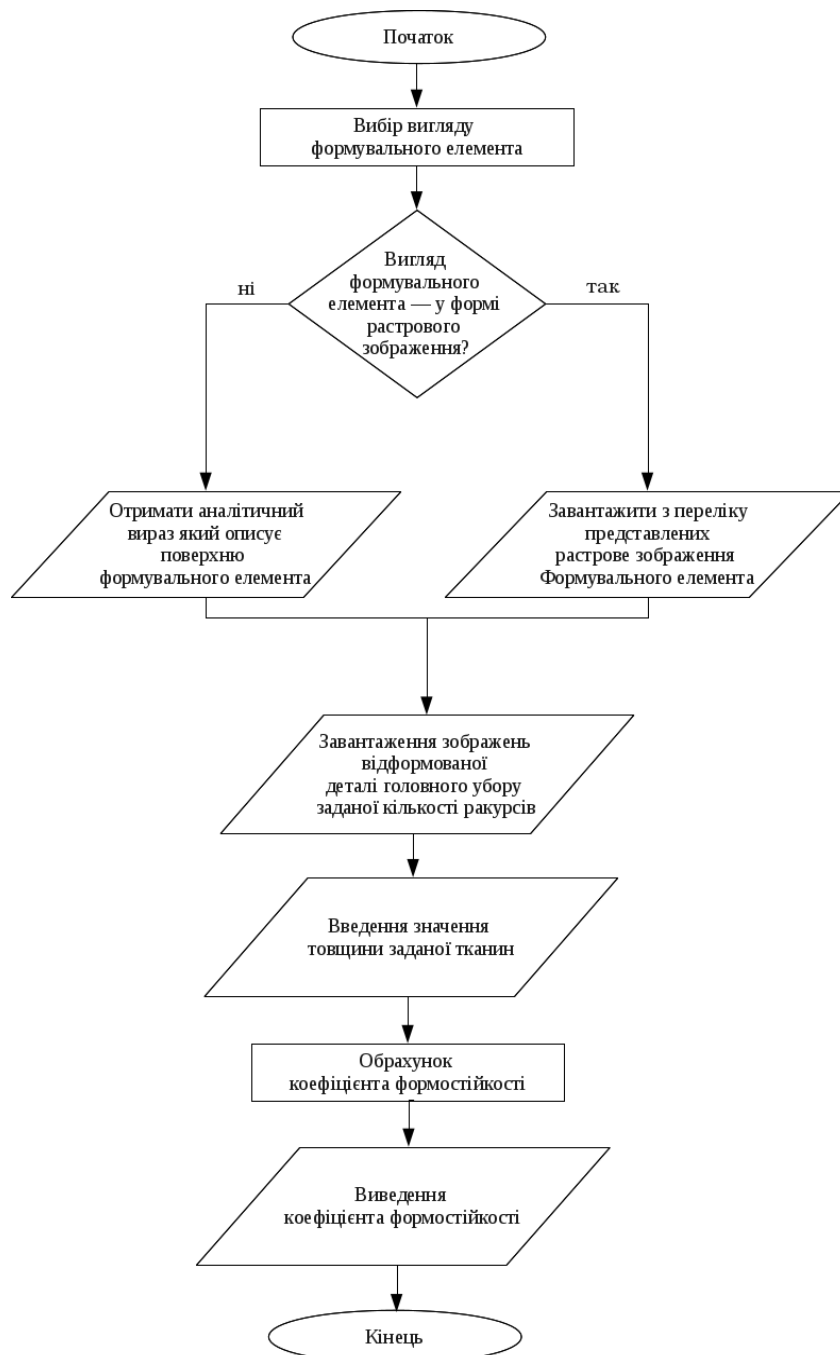 Початок
Вибір вигляду
формувального елемента
Вигляд
формувального
елемента — у формі
растрового
зображення?
ні
так
Отримати аналітичний
вираз який описує
поверхню
формувального елемента
Завантажити з переліку
представлених
растрове зображення
Формувального елемента
Завантаження зображень
відформованої
деталі головного убору
заданої кількості ракурсів
Введення значення
товщини заданої тканин
Обрахунок
коефіцієнта формостійкості
Виведення
коефіцієнта формостійкості
Кінець